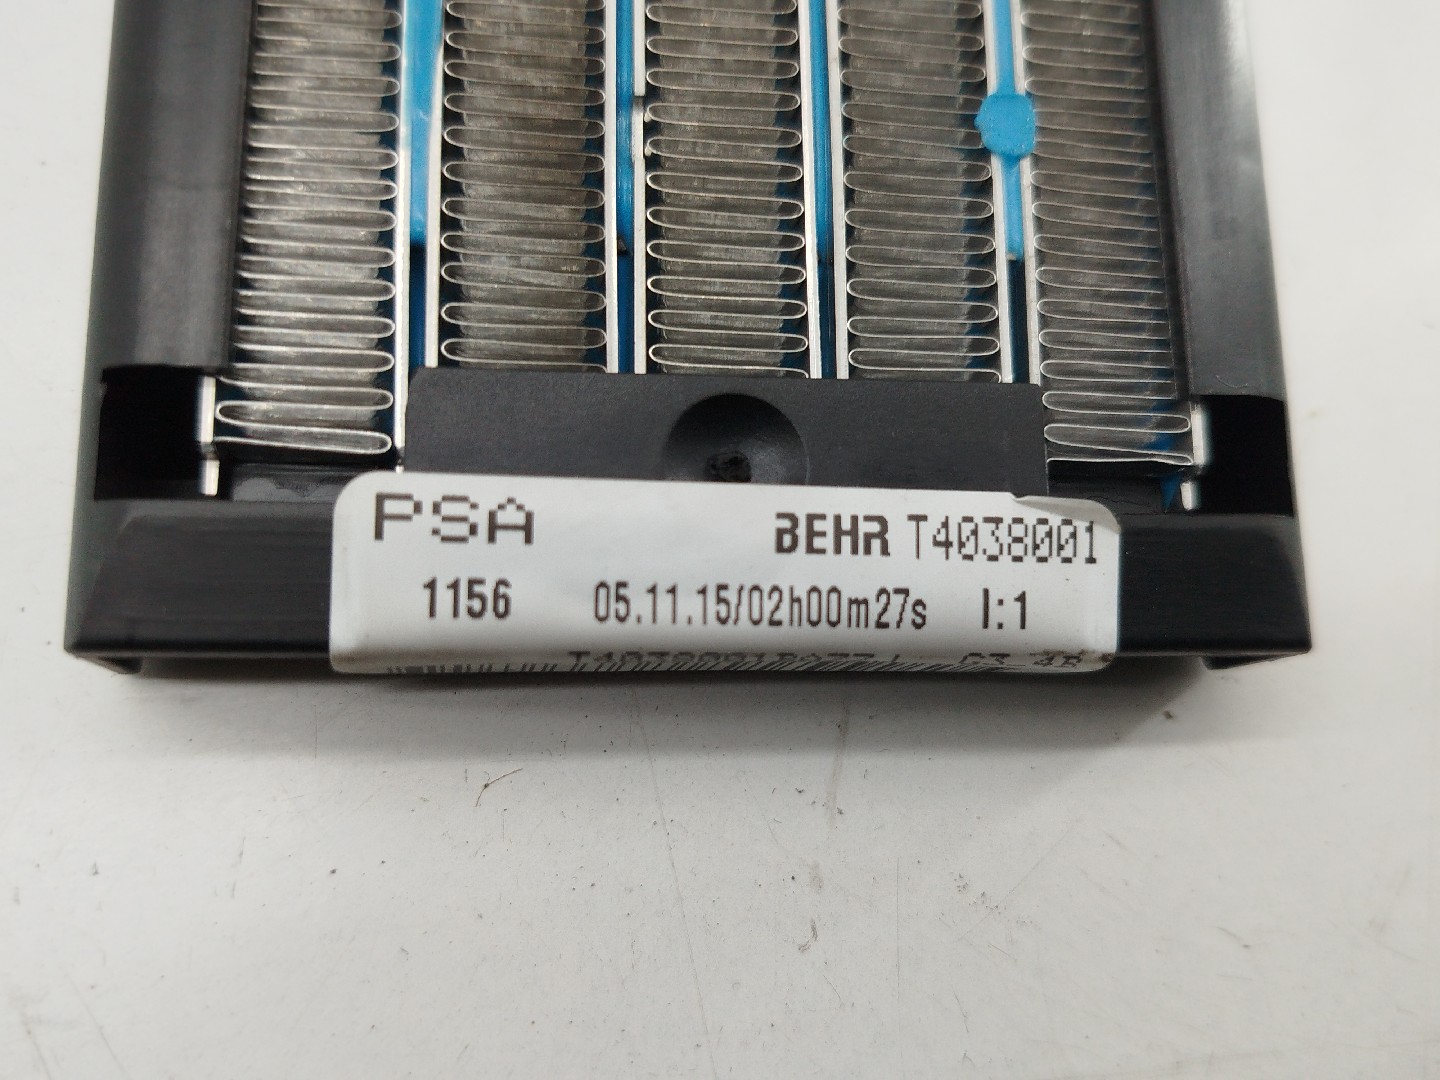 PSA BEHR T4038001
1156 05.11.15/02h00m27s I:1